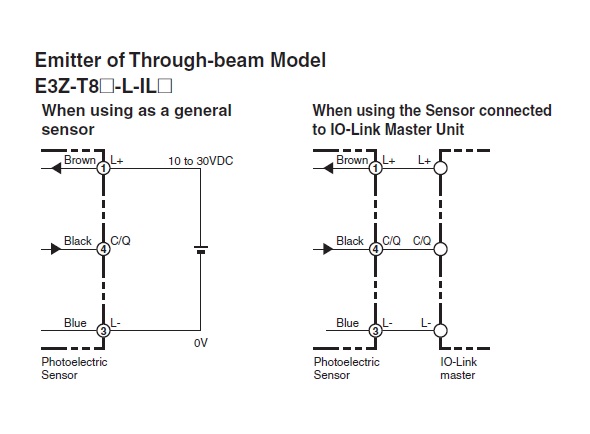 Emitter of Through-beam Model
E3Z-T8□-L-IL□
When using as a general
sensor
Brown
1
L+
10 to 30VDC
Black
4
C/Q
Blue
3
L-
0V
Photoelectric
Sensor
When using the Sensor connected
to IO-Link Master Unit
Brown
1
L+
L+
Black
4
C/Q
C/Q
Blue
3
L-
L-
Photoelectric
Sensor
IO-Link
master